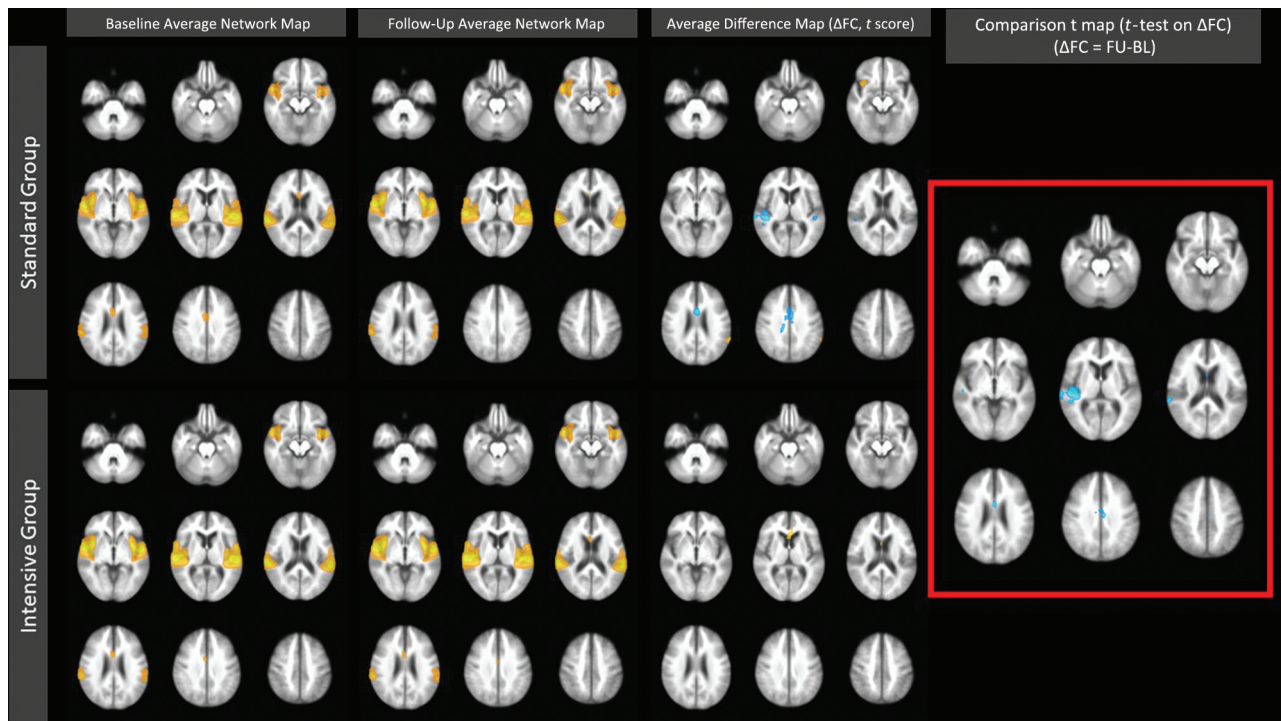 Baseline Average Network Map
Follow-Up Average Network Map
Average Difference Map (ΔFC, t score)
Comparison t map (t-test on ΔFC)
(ΔFC = FU-BL)
Standard Group
Intensive Group